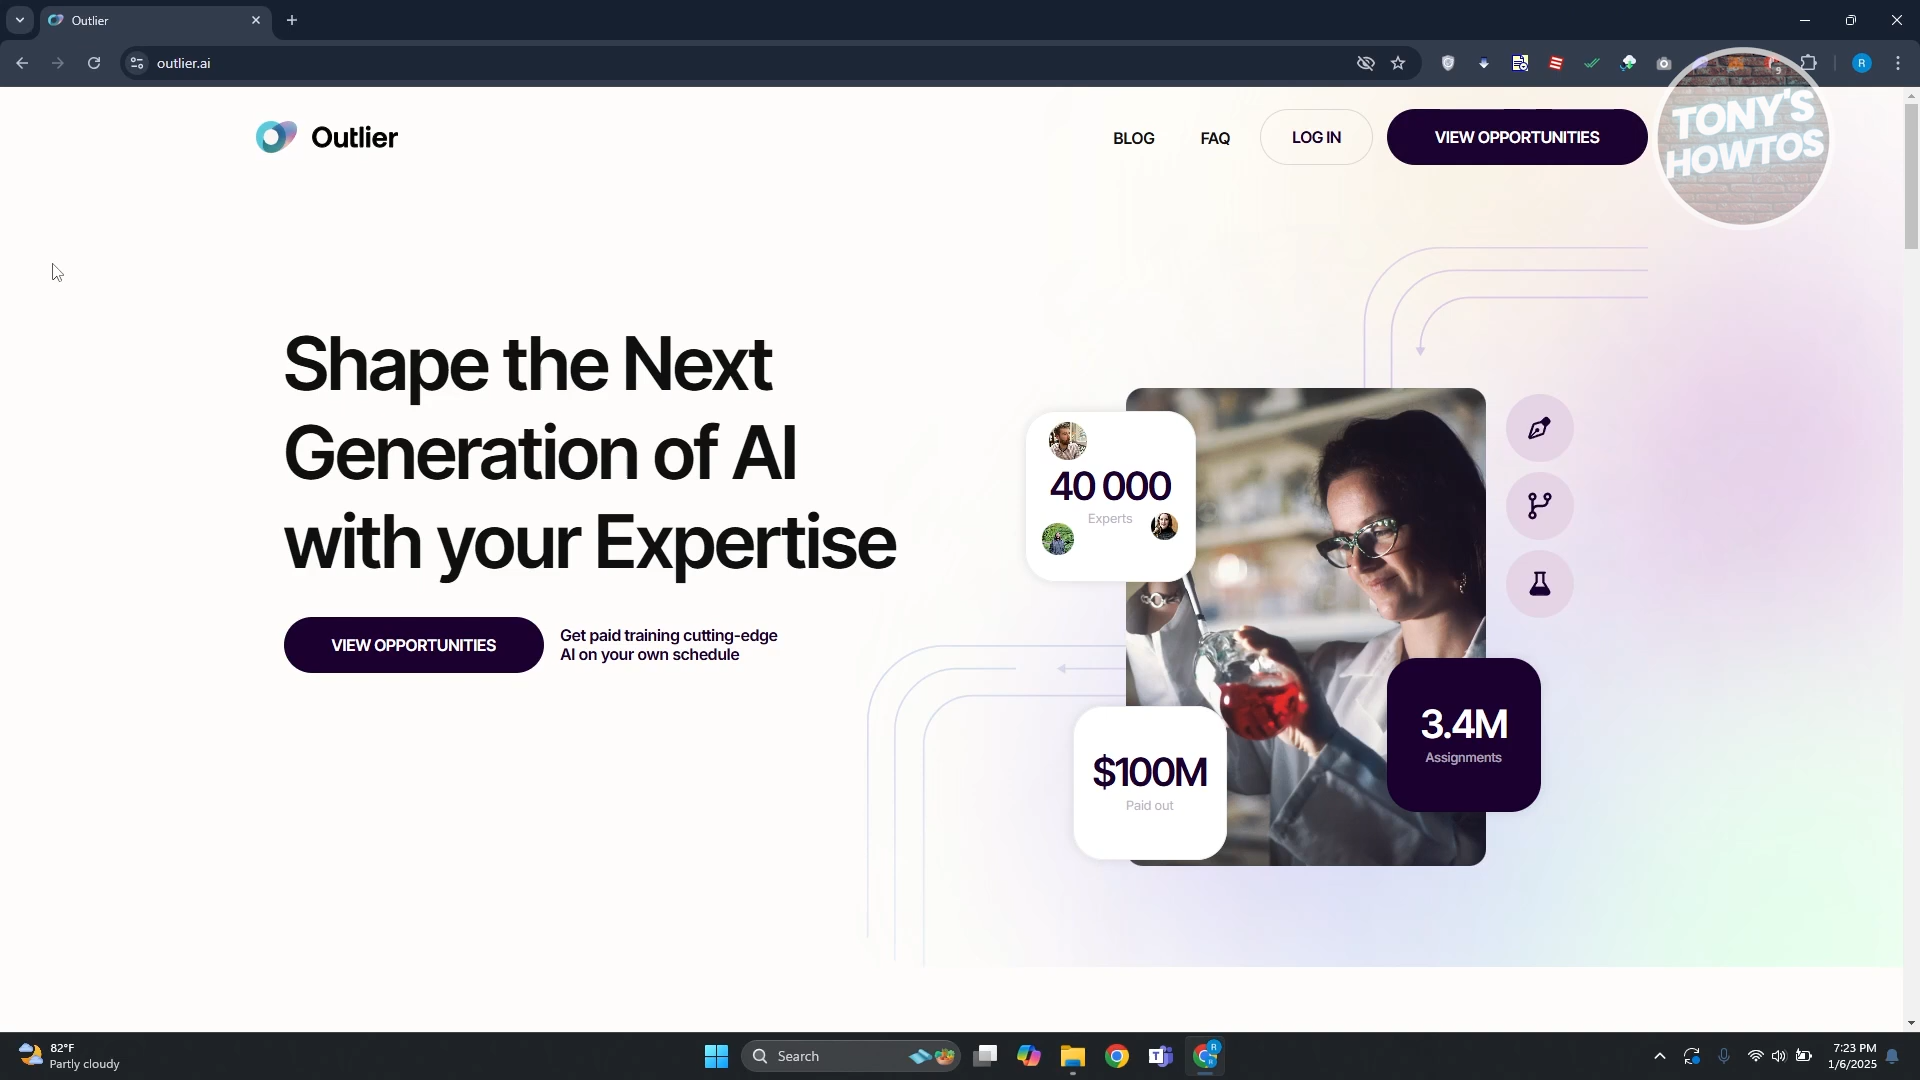 Outlier
outlier.ai
9
R
TONY'S
HOWTOS
Outlier
BLOG
FAQ
LOG IN
VIEW OPPORTUNITIES
Shape the Next
Generation of AI
with your Expertise
VIEW OPPORTUNITIES
Get paid training cutting-edge
AI on your own schedule
40 000
Experts
$100M
Paid out
3.4M
Assignments
82°F
Partly cloudy
Search
7:23 PM
1/6/2025